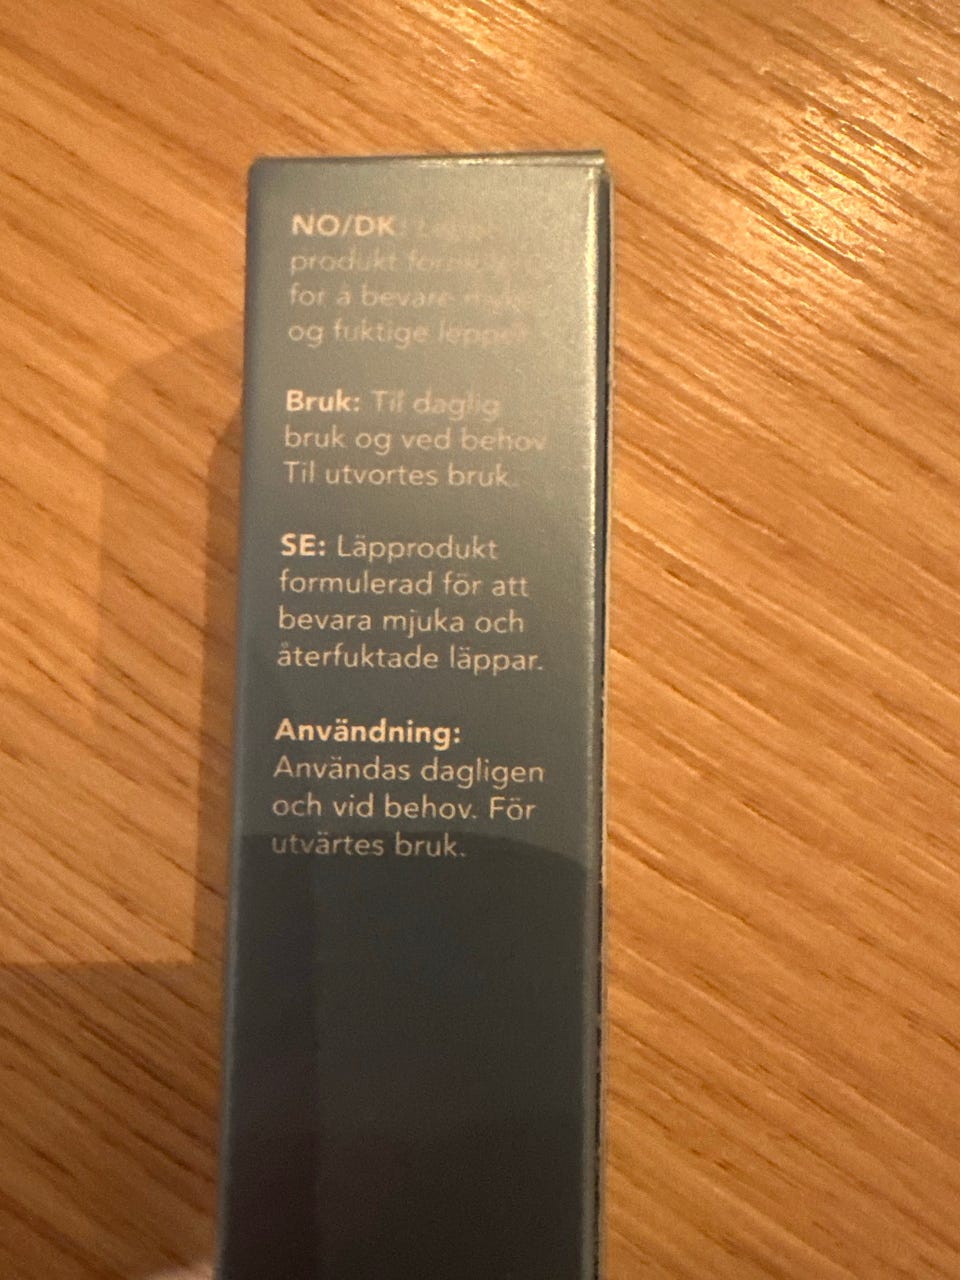 NO/DK:
produkt
for å bevare
og fuktige lepper
Bruk: Til daglig
bruk og ved behov
Til utvortes bruk.
SE: Läpprodukt
formulerad för att
bevara mjuka och
återfuktade läppar.
Användning:
Användas dagligen
och vid behov. För
utvärtes bruk.